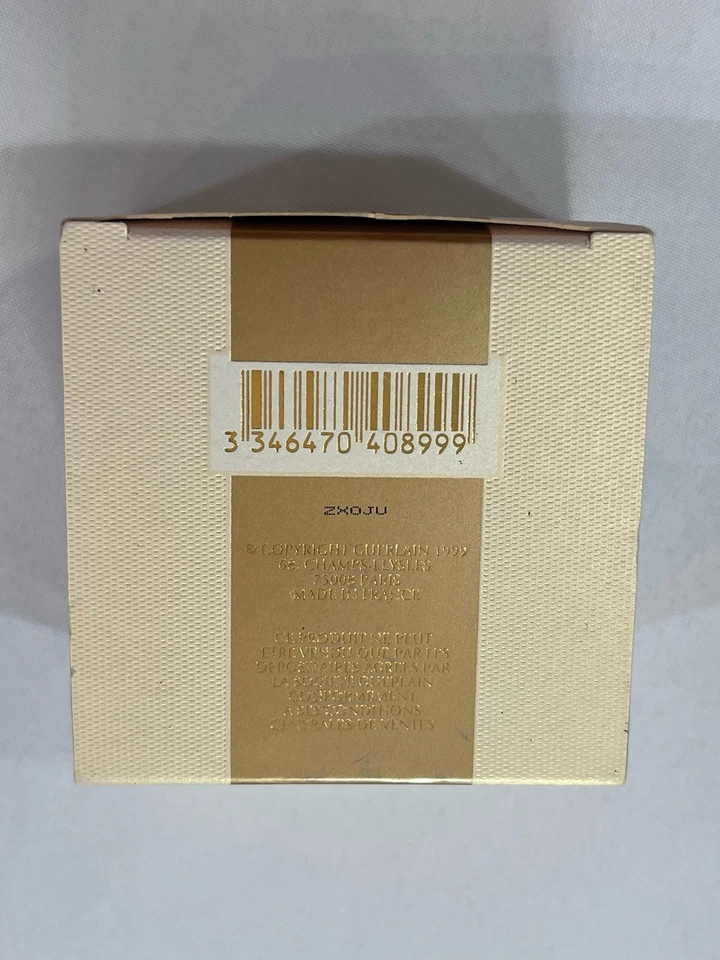 3 346470 408999
ZXOJU
© COPYRIGHT GUERLAIN 1999
68, CHAMPS-ELYSEES
75008 PARIS
MADE IN FRANCE
CE PRODUIT NE PEUT
ETRE VENDU QUE PAR LES
DEPOSITAIRES AGREES PAR
LA SOCIETE GUERLAIN
CONFORMEMENT
A SES CONDITIONS
GENERALES DE VENTES